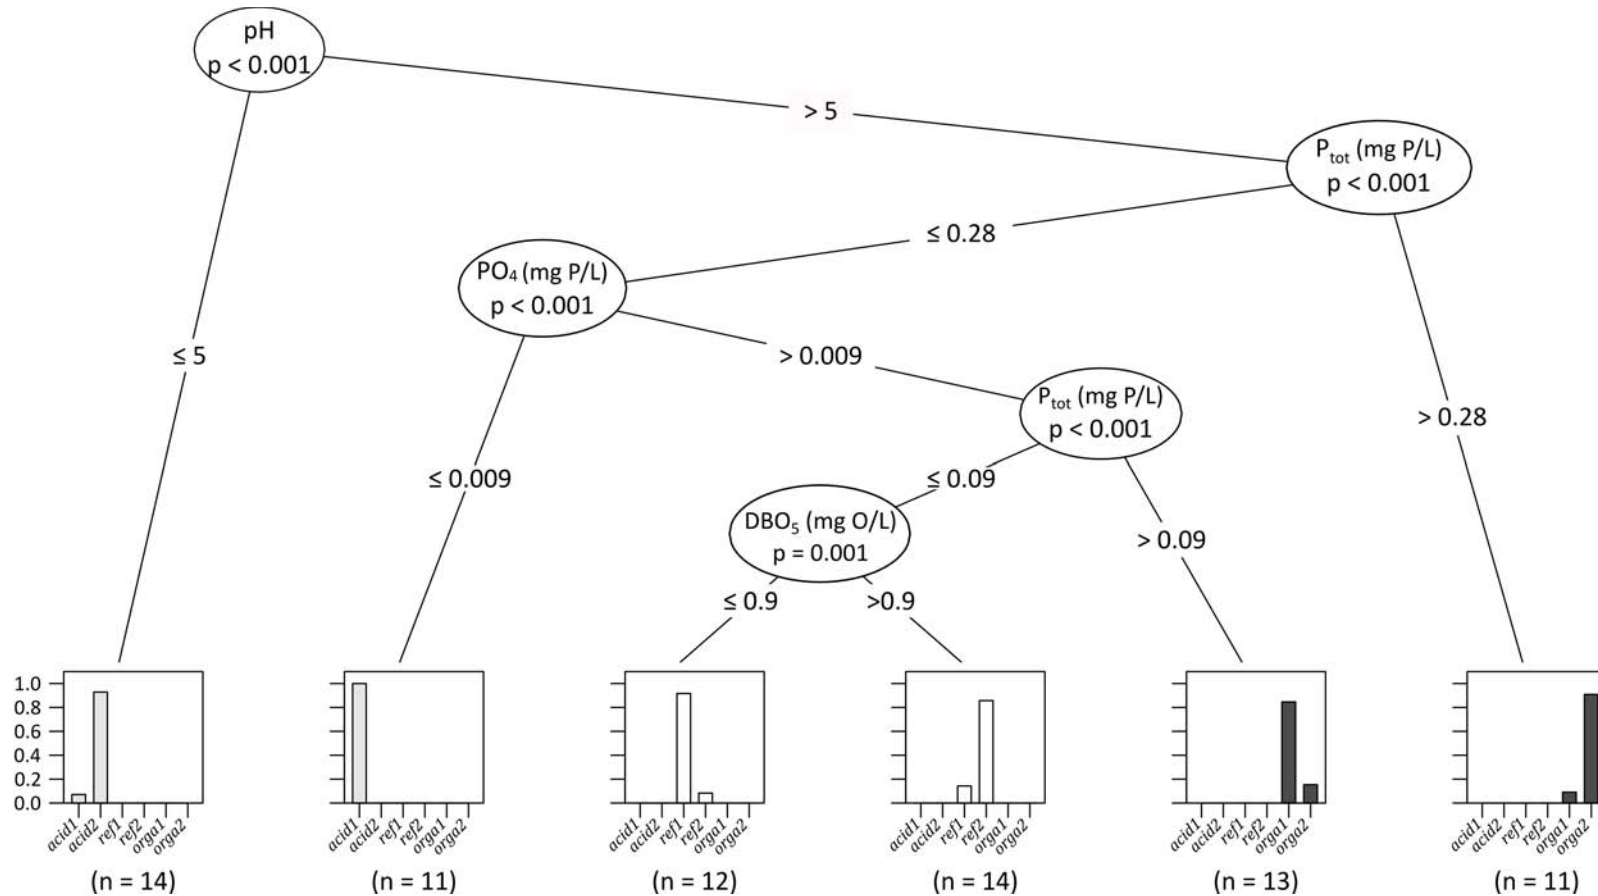 pH
p < 0.001
> 5
P_tot (mg P/L)
p < 0.001
≤ 0.28
PO₄ (mg P/L)
p < 0.001
≤ 5
> 0.009
P_tot (mg P/L)
p < 0.001
> 0.28
≤ 0.009
≤ 0.09
DBO₅ (mg O/L)
p = 0.001
> 0.09
≤ 0.9
>0.9
1.0
0.8
0.6
0.4
0.2
0.0
acid1 acid2 ref1 ref2 orga1 orga2
acid1 acid2 ref1 ref2 orga1 orga2
acid1 acid2 ref1 ref2 orga1 orga2
acid1 acid2 ref1 ref2 orga1 orga2
acid1 acid2 ref1 ref2 orga1 orga2
acid1 acid2 ref1 ref2 orga1 orga2
(n = 14)
(n = 11)
(n = 12)
(n = 14)
(n = 13)
(n = 11)